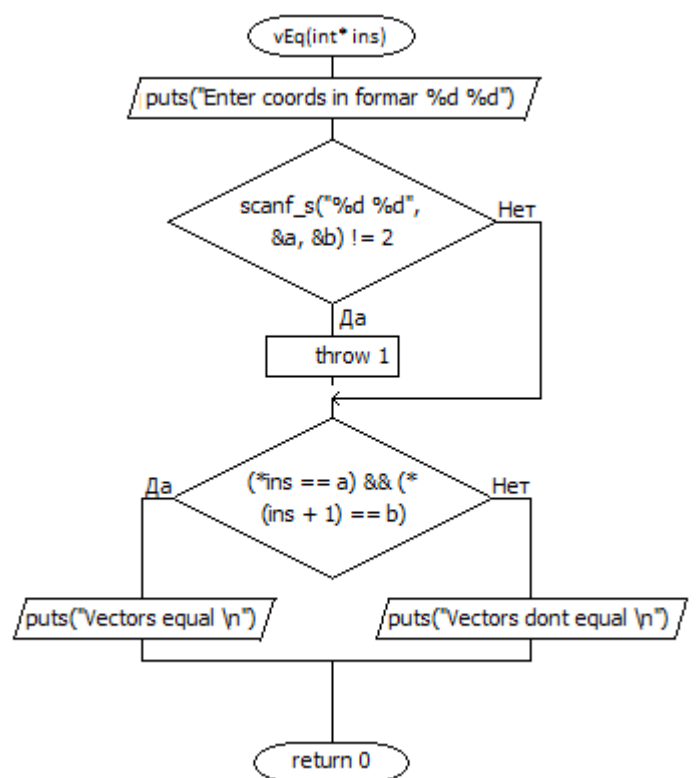 vEq(int* ins)
puts("Enter coords in formar %d %d")
scanf_s("%d %d",
&a, &b) != 2
Нет
Да
throw 1
Да
(*ins == a) && (*
(ins + 1) == b)
Нет
puts("Vectors equal \n")
puts("Vectors dont equal \n")
return 0